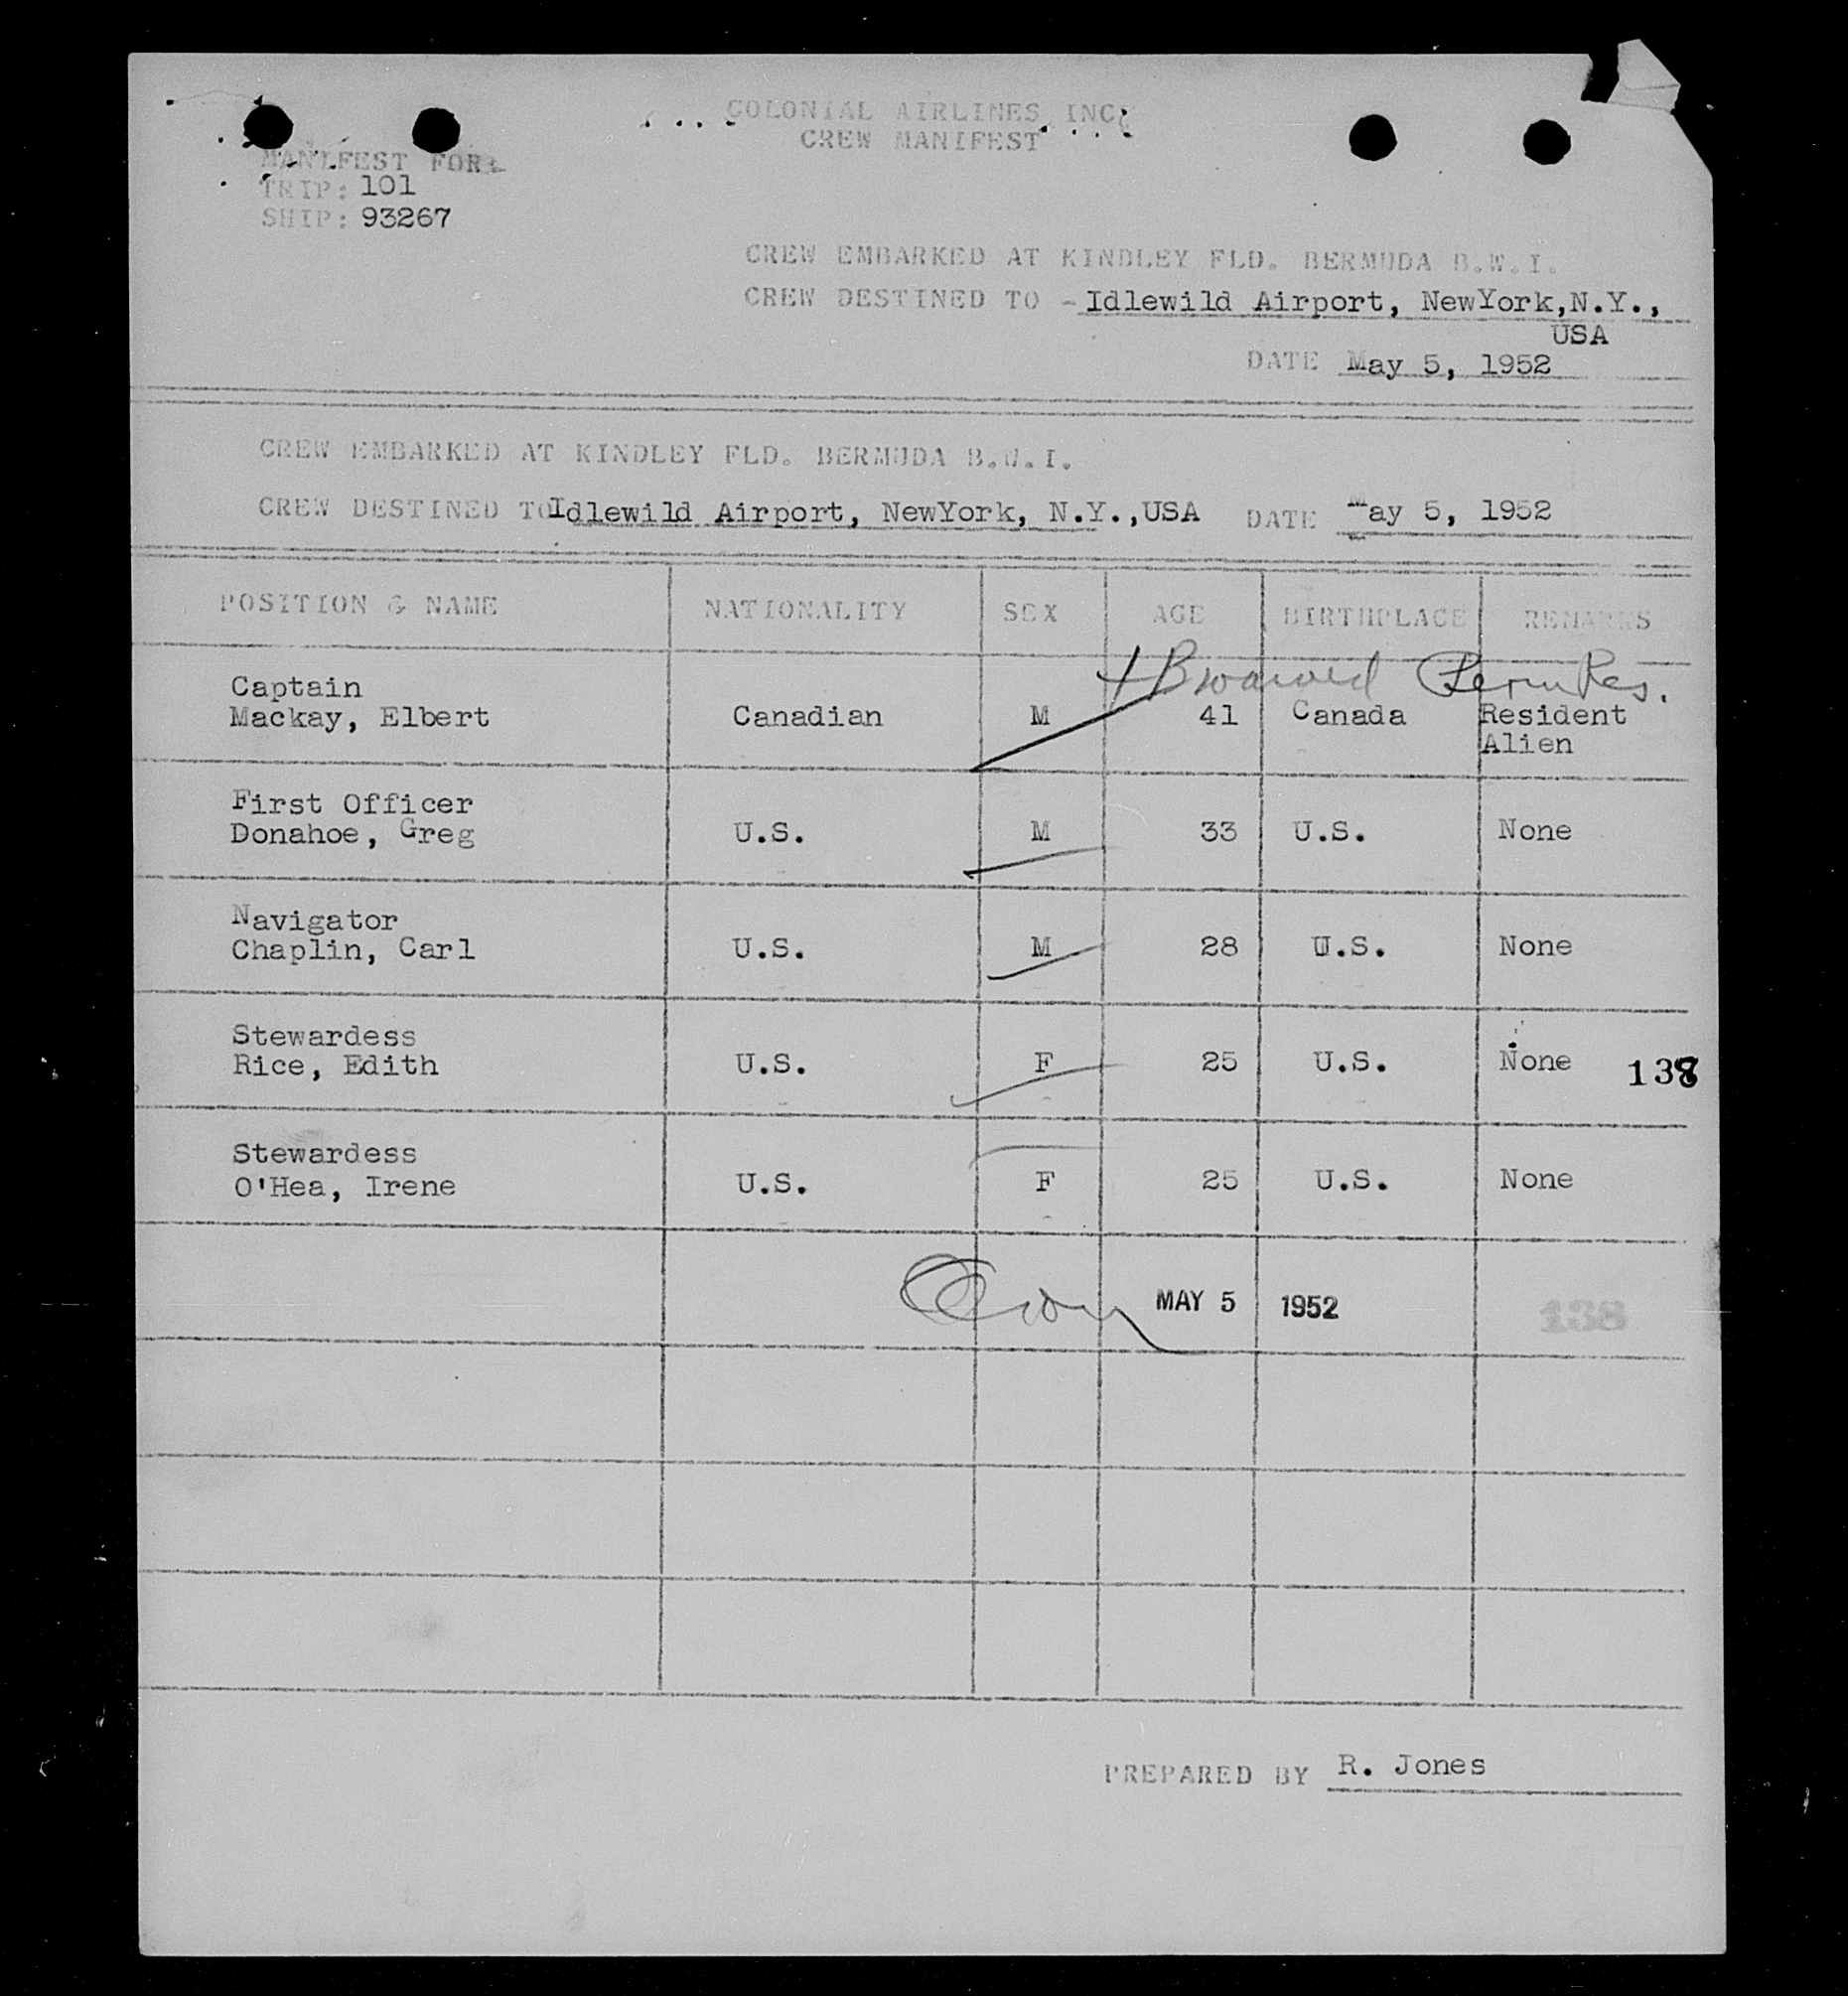 COLONIAL AIRLINES INC.
CREW MANIFEST
MANIFEST FOR:
TRIP: 101
SHIP: 93267
CREW EMBARKED AT KINDLEY FLD. BERMUDA B.W.I.
CREW DESTINED TO - Idlewild Airport, NewYork,N.Y.,
USA
DATE May 5, 1952
CREW EMBARKED AT KINDLEY FLD. BERMUDA B.W.I.
CREW DESTINED TO Idlewild Airport, NewYork, N.Y.,USA DATE May 5, 1952
POSITION & NAME NATIONALITY SEX AGE BIRTHPLACE REMARKS
waived Perm Res.
Captain
Mackay, Elbert Canadian M 41 Canada Resident
Alien
First Officer
Donahoe, Greg U.S. M 33 U.S. None
Navigator
Chaplin, Carl U.S. M 28 U.S. None
Stewardess
Rice, Edith U.S. F 25 U.S. None
Stewardess
O'Hea, Irene U.S. F 25 U.S. None
MAY 5 1952 138
PREPARED BY R. Jones